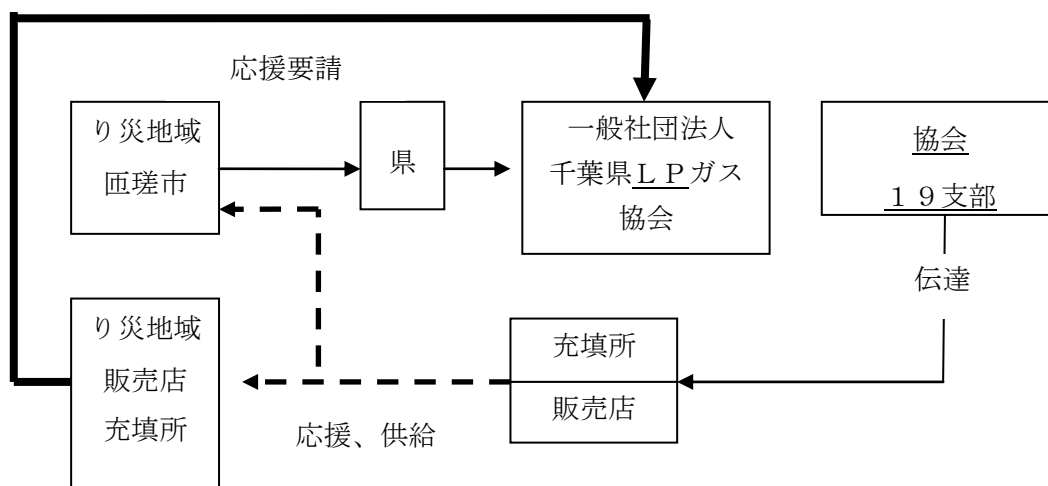 応援要請
り災地域
匝瑳市
県
一般社団法人
千葉県ＬＰガス
協会
協会
１９支部
伝達
り災地域
販売店
充填所
充填所
販売店
応援、供給